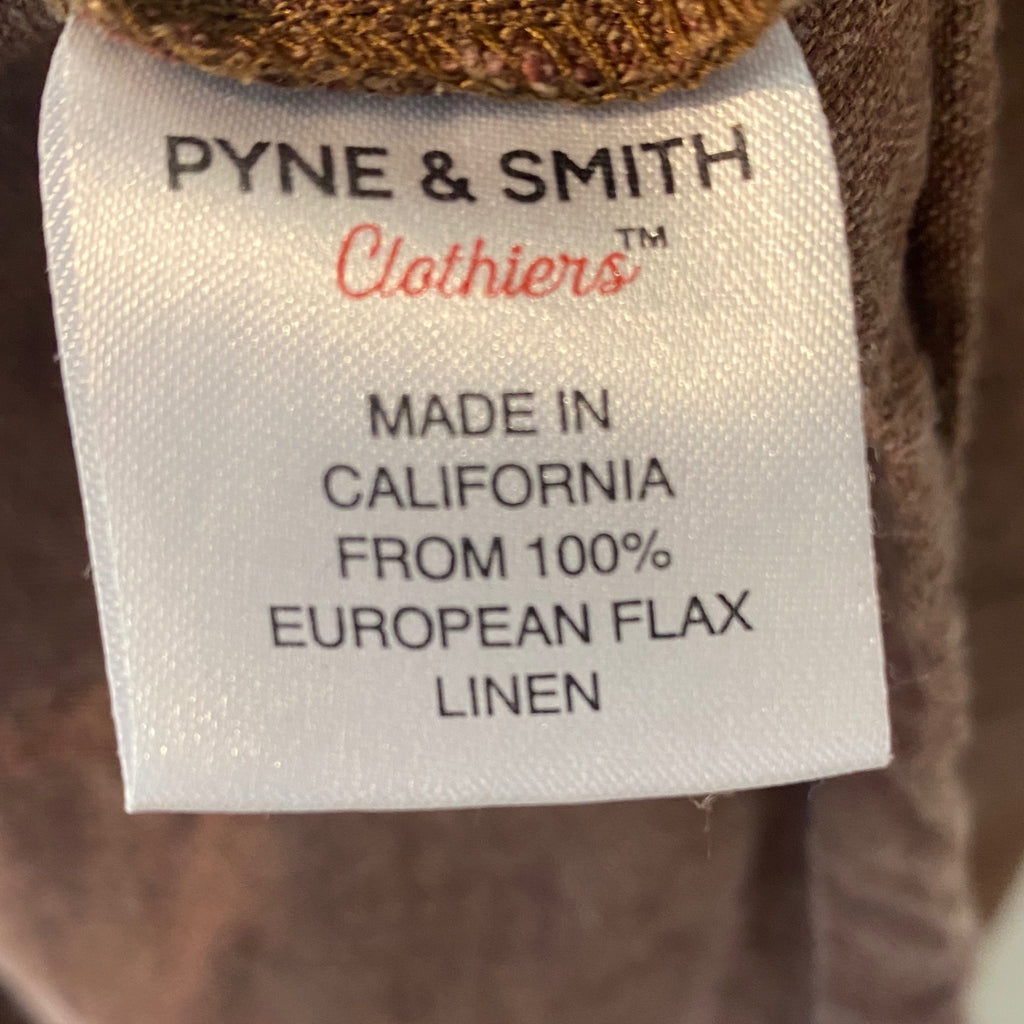 PYNE & SMITH
Clothiers™
MADE IN
CALIFORNIA
FROM 100%
EUROPEAN FLAX
LINEN